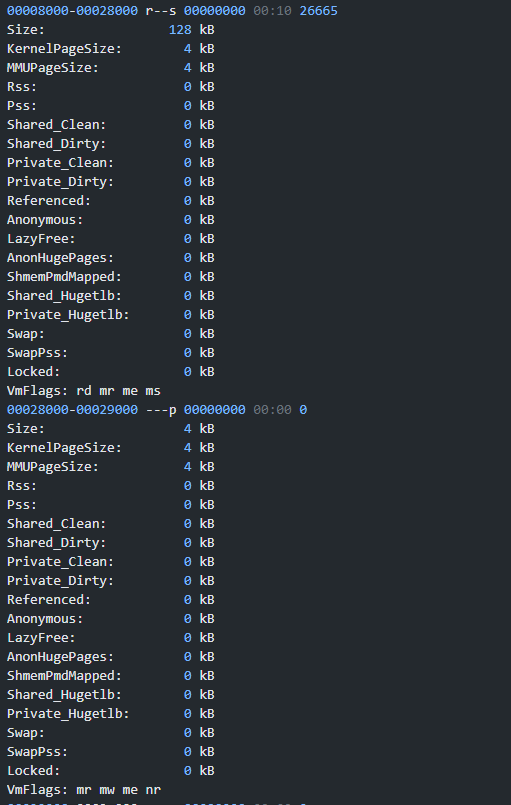 00008000-00028000 r--s 00000000 00:10 26665
Size: 128 kB
KernelPageSize: 4 kB
MMUPageSize: 4 kB
Rss: 0 kB
Pss: 0 kB
Shared_Clean: 0 kB
Shared_Dirty: 0 kB
Private_Clean: 0 kB
Private_Dirty: 0 kB
Referenced: 0 kB
Anonymous: 0 kB
LazyFree: 0 kB
AnonHugePages: 0 kB
ShmemPmdMapped: 0 kB
Shared_Hugetlb: 0 kB
Private_Hugetlb: 0 kB
Swap: 0 kB
SwapPss: 0 kB
Locked: 0 kB
VmFlags: rd mr me ms
00028000-00029000 ---p 00000000 00:00 0
Size: 4 kB
KernelPageSize: 4 kB
MMUPageSize: 4 kB
Rss: 0 kB
Pss: 0 kB
Shared_Clean: 0 kB
Shared_Dirty: 0 kB
Private_Clean: 0 kB
Private_Dirty: 0 kB
Referenced: 0 kB
Anonymous: 0 kB
LazyFree: 0 kB
AnonHugePages: 0 kB
ShmemPmdMapped: 0 kB
Shared_Hugetlb: 0 kB
Private_Hugetlb: 0 kB
Swap: 0 kB
SwapPss: 0 kB
Locked: 0 kB
VmFlags: mr mw me nr